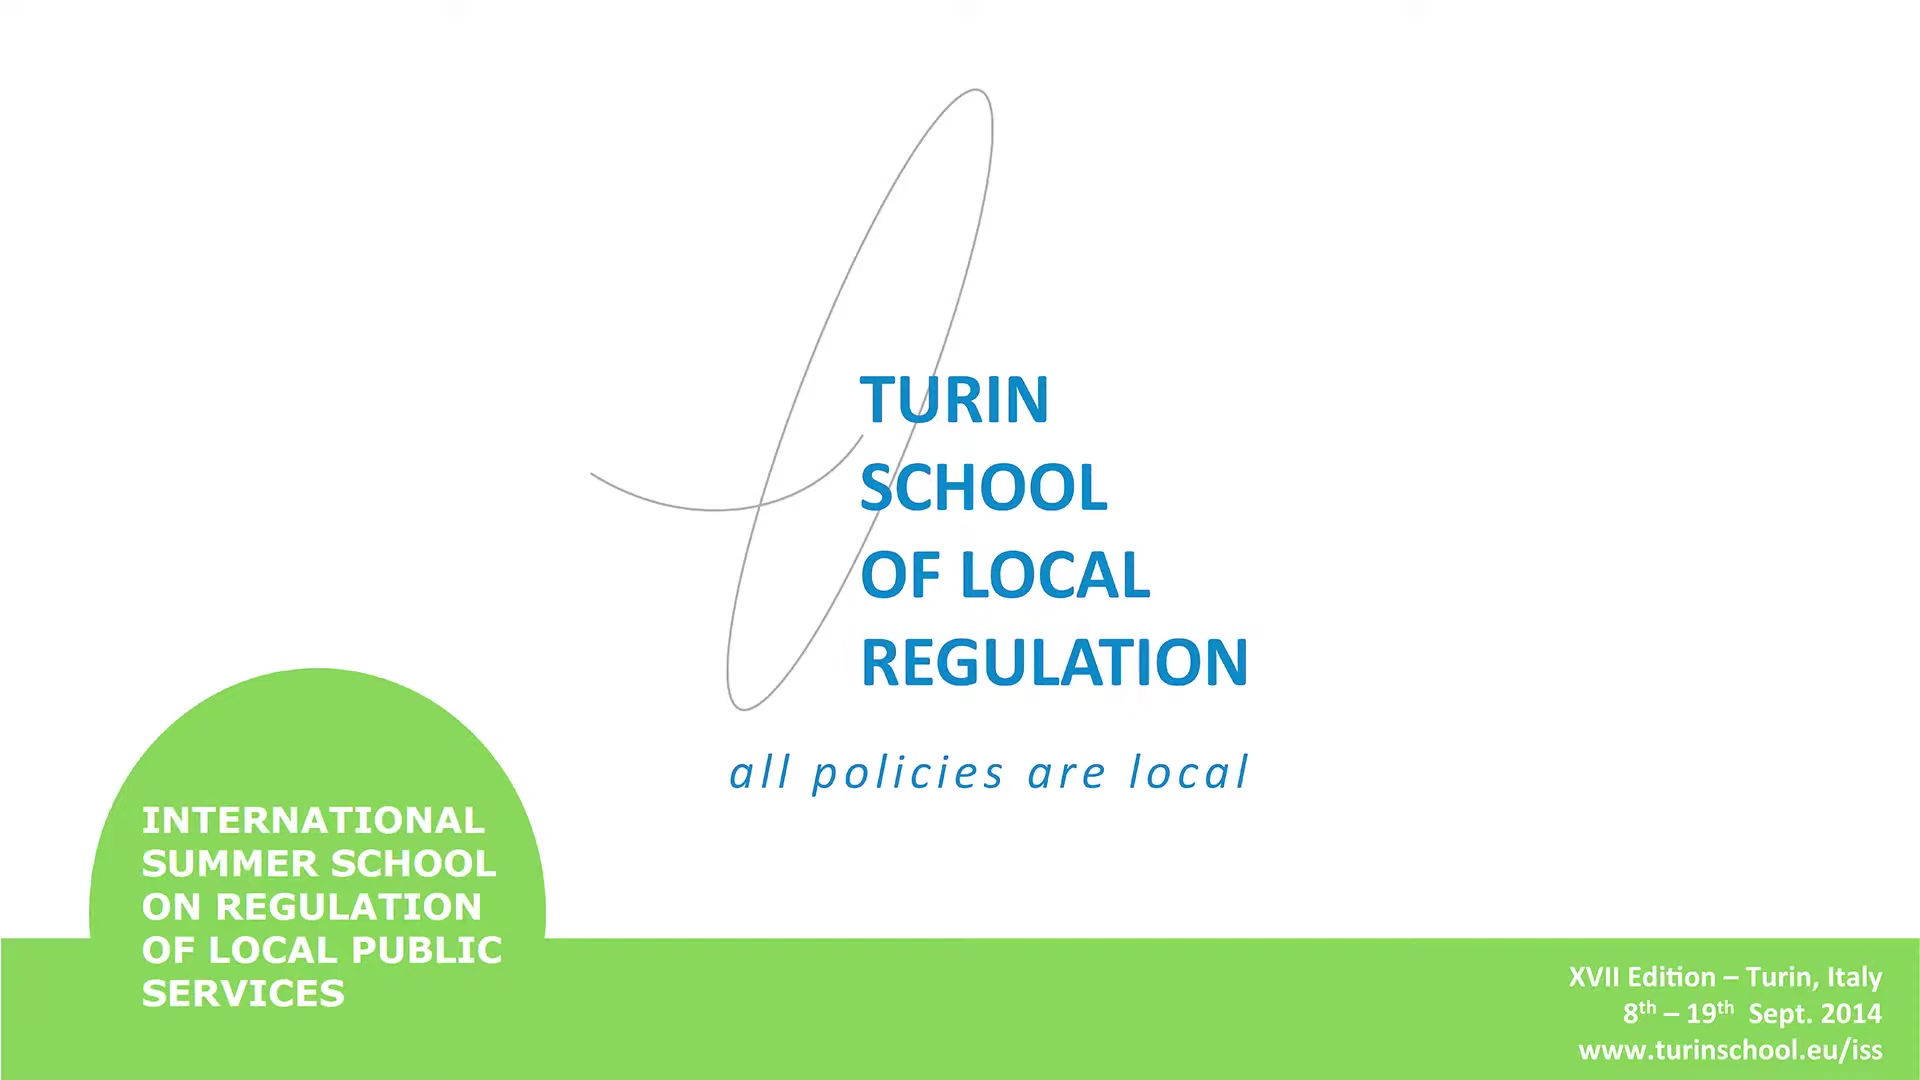 TURIN
SCHOOL
OF LOCAL
REGULATION
all policies are local
INTERNATIONAL
SUMMER SCHOOL
ON REGULATION
OF LOCAL PUBLIC
SERVICES
XVII Edition – Turin, Italy
8th – 19th Sept. 2014
www.turinschool.eu/iss